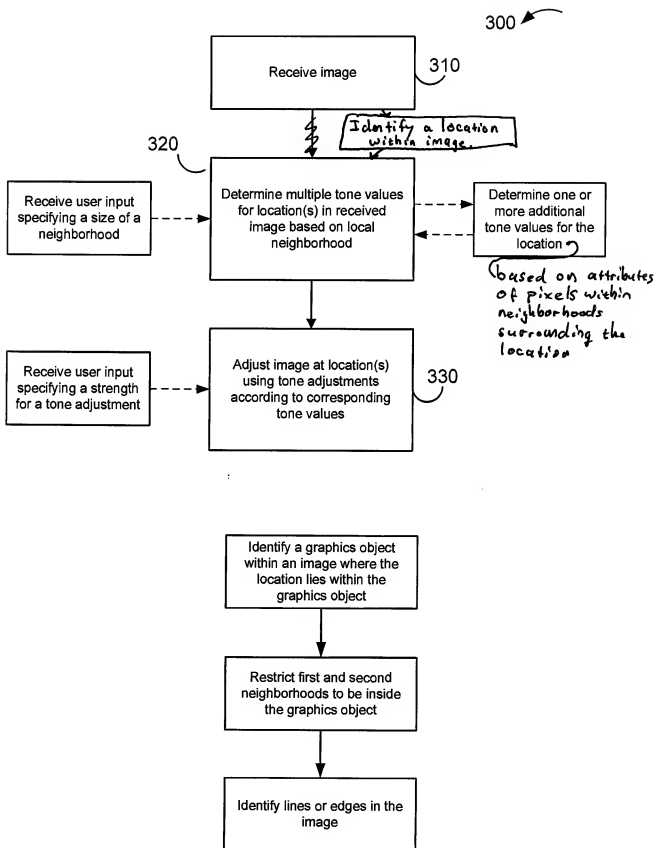 300
Receive image
310
Identify a location
within image.
320
Receive user input
specifying a size of a
neighborhood
Determine multiple tone values
for location(s) in received
image based on local
neighborhood
Determine one or
more additional
tone values for the
location
based on attributes
of pixels within
neighborhoods
surrounding the
location
Receive user input
specifying a strength
for a tone adjustment
Adjust image at location(s)
using tone adjustments
according to corresponding
tone values
330
Identify a graphics object
within an image where the
location lies within the
graphics object
Restrict first and second
neighborhoods to be inside
the graphics object
Identify lines or edges in the
image